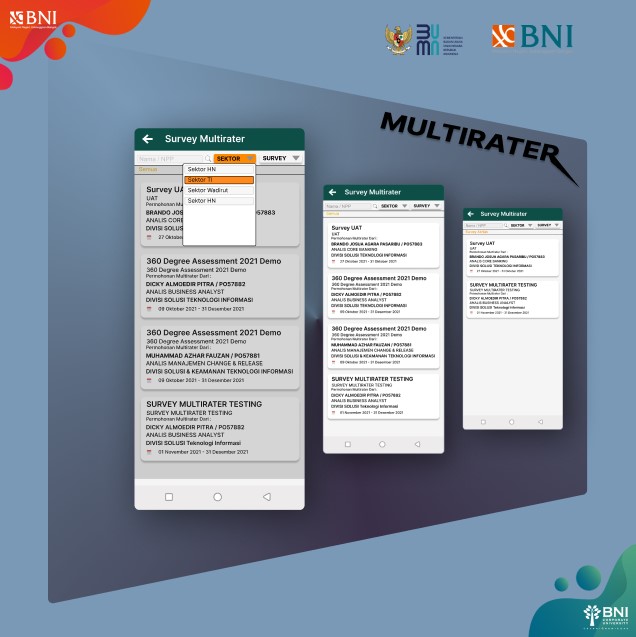 BNI
BUMN
BNI
MULTIRATER
Survey Multirater
Nama / NPP
SEKTOR
SURVEY
Semua
Sektor HN
Sektor TI
Sektor Wadirut
Sektor HN
Survey UA
UAT
Permohonan Multirater Dari :
BRANDO JOSU
57883
ANALIS CORE
DIVISI SOLUS
27 Oktober
360 Degree Assessment 2021 Demo
360 Degree Assessment 2021 Demo
Permohonan Multirater Dari :
DICKY ALMOEDIR PITRA / PO57882
ANALIS BUSINESS ANALYST
DIVISI SOLUSI TEKNOLOGI INFORMASI
09 Oktober 2021 - 31 Desember 2021
360 Degree Assessment 2021 Demo
360 Degree Assessment 2021 Demo
Permohonan Multirater Dari :
MUHAMMAD AZHAR FAUZAN / PO57881
ANALIS MANAJEMEN CHANGE & RELEASE
DIVISI SOLUSI & KEAMANAN TEKNOLOGI INFORMASI
09 Oktober 2021 - 31 Desember 2021
SURVEY MULTIRATER TESTING
SURVEY MULTIRATER TESTING
Permohonan Multirater Dari :
DICKY ALMOEDIR PITRA / PO57882
ANALIS BUSINESS ANALYST
DIVISI SOLUSI Teknologi Informasi
01 November 2021 - 31 Desember 2021
Survey Multirater
Nama / NPP
SEKTOR
SURVEY
Semua
Survey UAT
UAT
Permohonan Multirater Dari :
BRANDO JOSUA AGARA PASARIBU / PO57883
ANALIS CORE BANKING
DIVISI SOLUSI TEKNOLOGI INFORMASI
27 Oktober 2021 - 31 Oktober 2021
360 Degree Assessment 2021 Demo
360 Degree Assessment 2021 Demo
Permohonan Multirater Dari :
DICKY ALMOEDIR PITRA / PO57882
ANALIS BUSINESS ANALYST
DIVISI SOLUSI TEKNOLOGI INFORMASI
09 Oktober 2021 - 31 Desember 2021
360 Degree Assessment 2021 Demo
360 Degree Assessment 2021 Demo
Permohonan Multirater Dari :
MUHAMMAD AZHAR FAUZAN / PO57881
ANALIS MANAJEMEN CHANGE & RELEASE
DIVISI SOLUSI & KEAMANAN TEKNOLOGI INFORMASI
09 Oktober 2021 - 31 Desember 2021
SURVEY MULTIRATER TESTING
SURVEY MULTIRATER TESTING
Permohonan Multirater Dari :
DICKY ALMOEDIR PITRA / PO57882
ANALIS BUSINESS ANALYST
DIVISI SOLUSI Teknologi Informasi
01 November 2021 - 31 Desember 2021
Survey Multirater
Nama / NPP
SEKTOR
SURVEY
Survey UAT
UAT
Permohonan Multirater Dari :
BRANDO JOSUA AGARA PASARIBU / PO57883
ANALIS CORE BANKING
DIVISI SOLUSI TEKNOLOGI INFORMASI
27 Oktober 2021 - 31 Oktober 2021
SURVEY MULTIRATER TESTING
SURVEY MULTIRATER TESTING
Permohonan Multirater Dari :
DICKY ALMOEDIR PITRA / PO57882
ANALIS BUSINESS ANALYST
DIVISI SOLUSI Teknologi Informasi
01 November 2021 - 31 Desember 2021
BNI
CORPORATE
UNIVERSITY